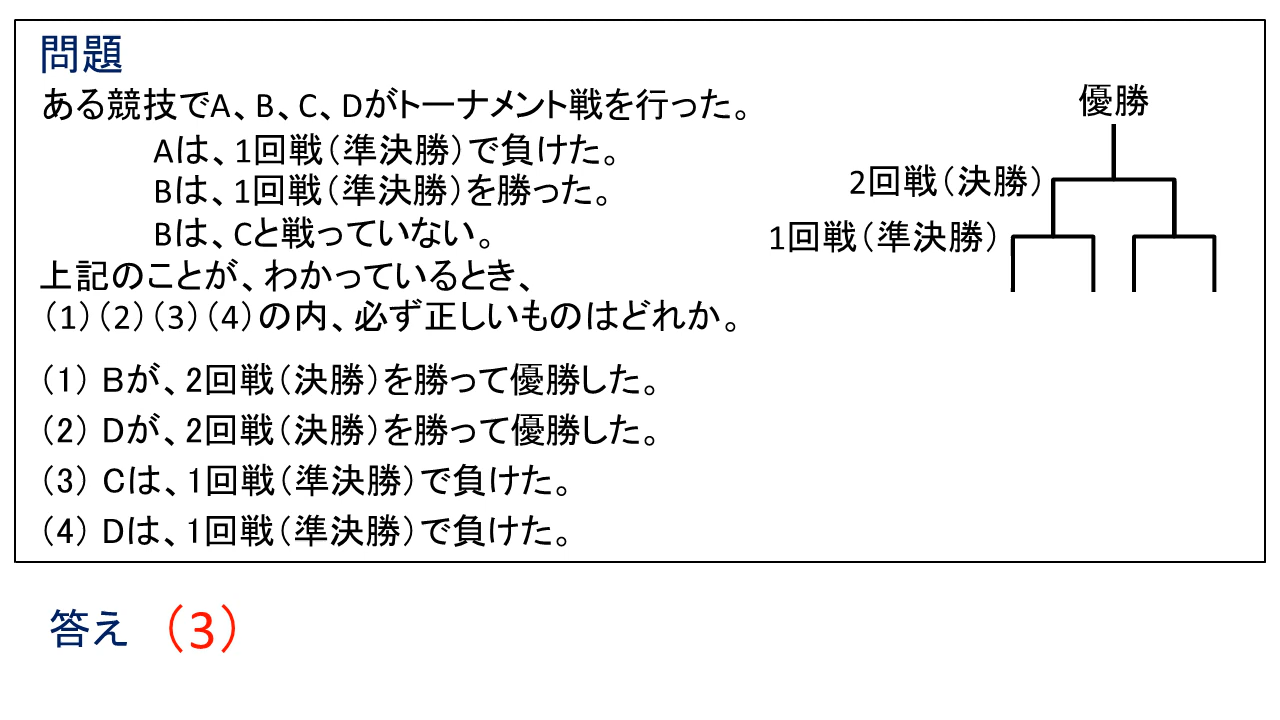 問題
ある競技でA、B、C、Dがトーナメント戦を行った。
Aは、1回戦（準決勝）で負けた。
Bは、1回戦（準決勝）を勝った。
Bは、Cと戦っていない。
上記のことが、わかっているとき、
（1）（2）（3）（4）の内、必ず正しいものはどれか。
優勝
2回戦（決勝）
1回戦（準決勝）
（1） Bが、2回戦（決勝）を勝って優勝した。
（2） Dが、2回戦（決勝）を勝って優勝した。
（3） Cは、1回戦（準決勝）で負けた。
（4） Dは、1回戦（準決勝）で負けた。
答え （3）